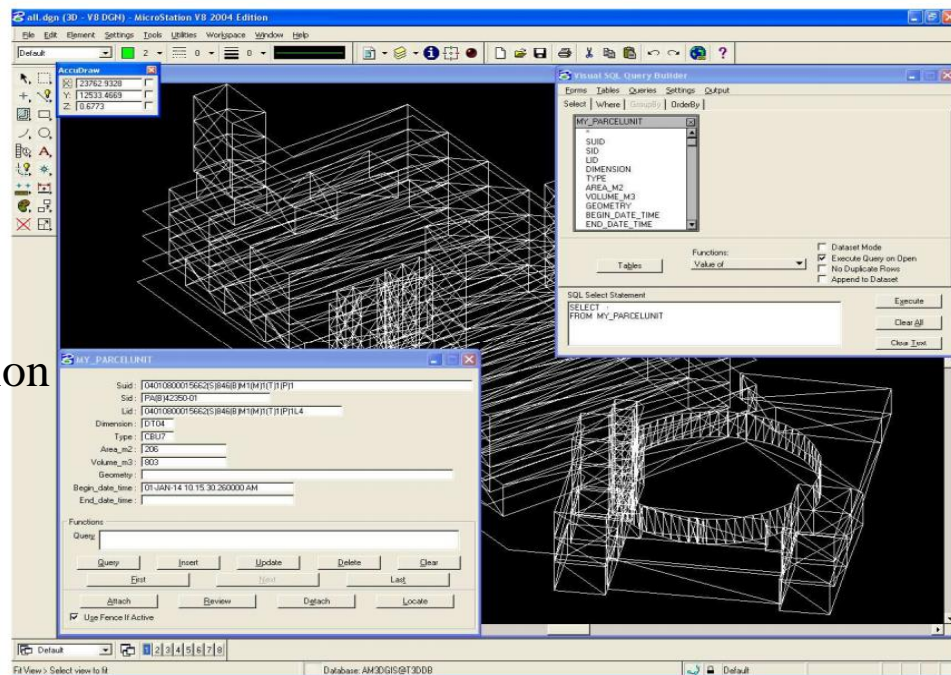 all.dgn (3D - V8 DGN) - MicroStation V8 2004 Edition
File Edit Element Settings Tools Utilities Workspace Window Help
Default 2 0 0
AccuDraw
X: 23762.9328
Y: 12533.4669
Z: 0.6773
Visual SQL Query Builder
Forms Tables Queries Settings Output
Select Where GroupBy OrderBy
MY_PARCELUNIT
*
SUID
SID
LID
DIMENSION
TYPE
AREA_M2
VOLUME_M3
GEOMETRY
BEGIN_DATE_TIME
END_DATE_TIME
Tables
Functions:
Value of
Dataset Mode
Execute Query on Open
No Duplicate Rows
Append to Dataset
SQL Select Statement
SELECT
FROM MY_PARCELUNIT
Execute
Clear All
Close Text
on
MY_PARCELUNIT
Suid : 04010800015662(S)846(B)M1(M)1(T)1(P)1
Sid : PA(B)42350-01
Lid : 04010800015662(S)846(B)M1(M)1(T)1(P)1L4
Dimension : DT04
Type : CBU7
Area_m2 : 206
Volume_m3 : 803
Geometry :
Begin_date_time : 01-JAN-14 10.15.30.260000 AM
End_date_time :
Functions
Query
Query Insert Update Delete Clear
First Next Last
Attach Review Detach Locate
Use Fence If Active
Default 1 2 3 4 5 6 7 8
Fit View > Select view to fit Database: AM3DGIS@T3DDB Default